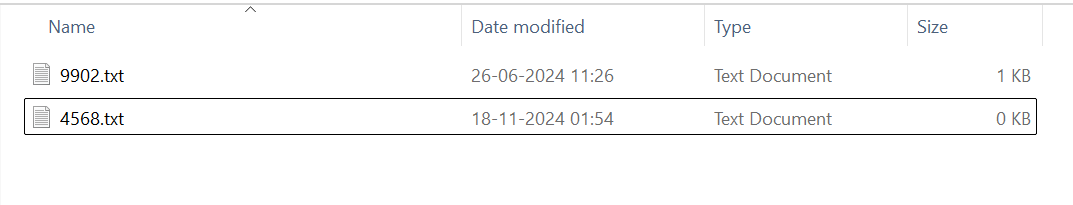 Name Date modified Type Size
9902.txt 26-06-2024 11:26 Text Document 1 KB
4568.txt 18-11-2024 01:54 Text Document 0 KB